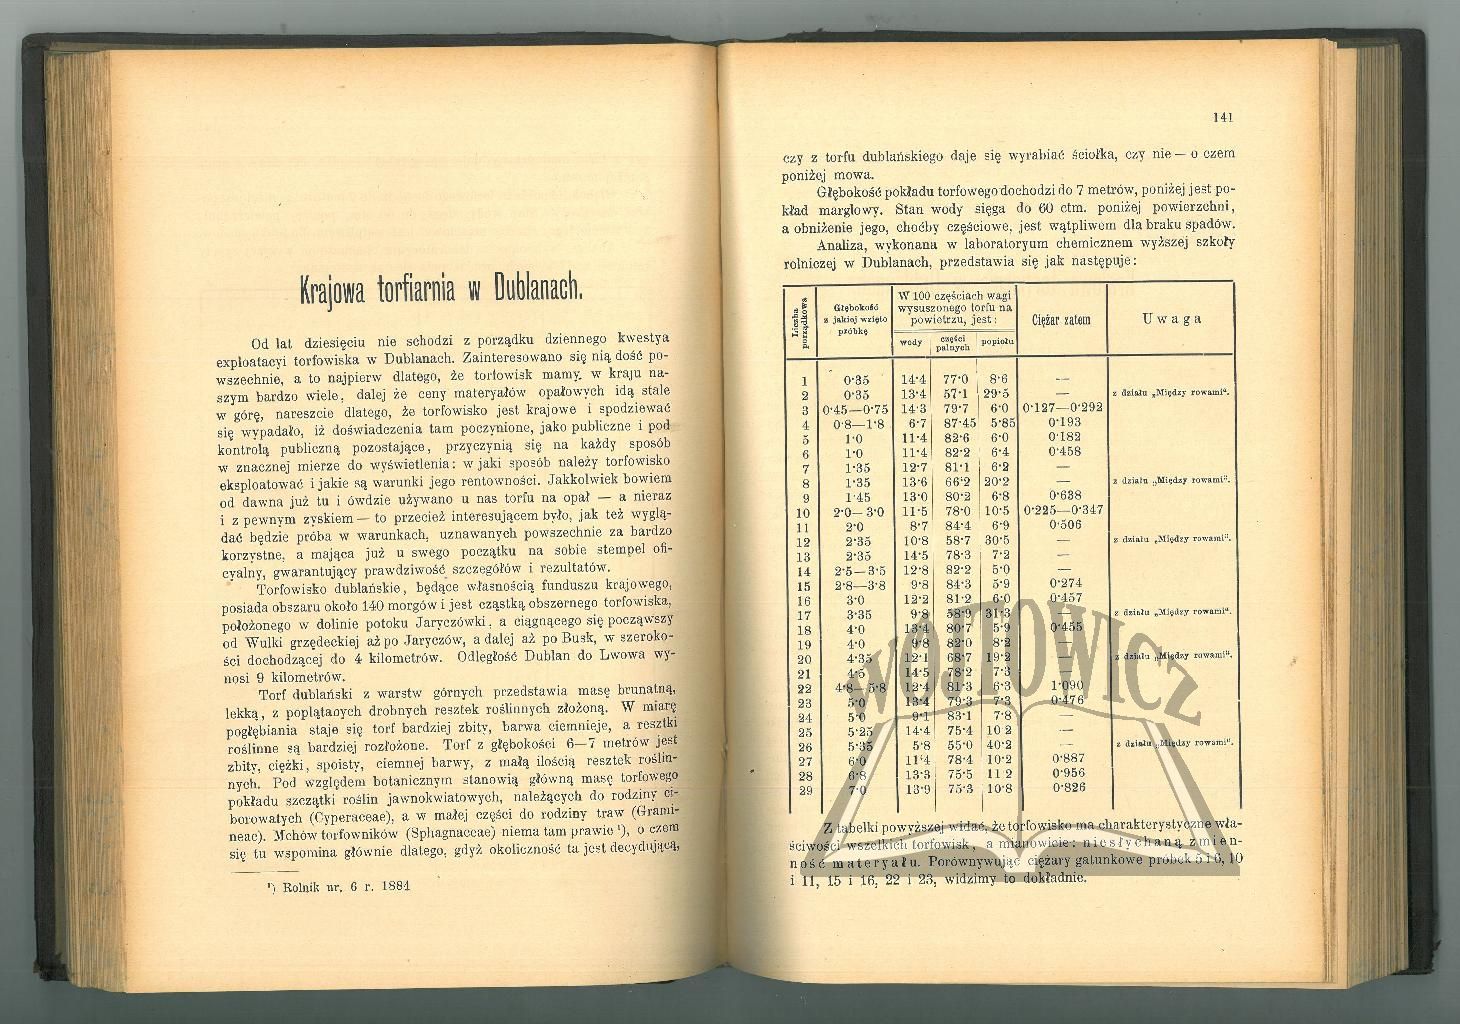 Krajowa torfiarnia w Dublanach.
Od lat dziesięciu nie schodzi z porządku dziennego kwestya
exploatacyi torfowiska w Dublanach. Zainteresowano się nią dość po-
wszechnie, a to najpierw dlatego, że torfowisk mamy. w kraju na-
szym bardzo wiele, dalej że ceny materyałów opałowych idą stale
w górę, nareszcie dlatego, że torfowisko jest krajowe i spodziewać
się wypadało, iż doświadczenia tam poczynione, jako publiczne i pod
kontrolą publiczną pozostające, przyczynią się na każdy sposób
w znacznej mierze do wyświetlenia: w jaki sposób należy torfowisko
eksploatować i jakie są warunki jego rentowności. Jakkolwiek bowiem
od dawna już tu i ówdzie używano u nas torfu na opał — a nieraz
i z pewnym zyskiem — to przecież interesującem było, jak też wyglą-
dać będzie próba w warunkach, uznawanych powszechnie za bardzo
korzystne, a mająca już u swego początku na sobie stempel ofi-
cyalny, gwarantujący prawdziwość szczegółów i rezultatów.
Torfowisko dublańskie, będące własnością funduszu krajowego,
posiada obszaru około 140 morgów i jest cząstką obszernego torfowiska,
położonego w dolinie potoku Jaryczówki, a ciągnącego się począwszy
od Wulki grzędeckiej aż po Jaryczów, a dalej aż po Busk, w szeroko-
ści dochodzącej do 4 kilometrów. Odległość Dublan do Lwowa wy-
nosi 9 kilometrów.
Torf dublański z warstw górnych przedstawia masę brunatną,
lekką, z poplątanych drobnych resztek roślinnych złożoną. W miarę
pogłębiania staje się torf bardziej zbity, barwa ciemnieje, a resztki
roślinne są bardziej rozłożone. Torf z głębokości 6—7 metrów jest
zbity, ciężki, spoisty, ciemnej barwy, z małą ilością resztek roślin-
nych. Pod względem botanicznym stanowią główną masę torfowego
pokładu szczątki roślin jawnokwiatowych, należących do rodziny ci-
borowatych (Cyperaceae), a w małej części do rodziny traw (Grami-
neae). Mchów torfowników (Sphagnaceae) niema tam prawie ¹), o czem
się tu wspomina głównie dlatego, gdyż okoliczność ta jest decydującą,
¹) Rolnik nr. 6 r. 1884
141
czy z torfu dublańskiego daje się wyrabiać ściołka, czy nie — o czem
poniżej mowa.
Głębokość pokładu torfowego dochodzi do 7 metrów, poniżej jest po-
kład marglowy. Stan wody sięga do 60 ctm. poniżej powierzchni,
a obniżenie jego, choćby częściowe, jest wątpliwem dla braku spadów.
Analiza, wykonana w laboratoryum chemicznem wyższej szkoły
rolniczej w Dublanach, przedstawia się jak następuje:
Liczba porządkowa
Głębokość z jakiej wzięto próbkę
W 100 częściach wagi wysuszonego torfu na powietrzu, jest:
wody części palnych popiołu
Ciężar zatem
Uwaga
1 0·35 14·4 77·0 8·6 —
2 0·35 13·4 57·1 29·5 — z działu „Między rowami“.
3 0·45—0·75 14·3 79·7 6·0 0·127—0·292
4 0·8—1·8 6·7 87·45 5·85 0·193
5 1·0 11·4 82·6 6·0 0·182
6 1·0 11·4 82·2 6·4 0·458
7 1·35 12·7 81·1 6·2 —
8 1·35 13·6 66·2 20·2 — z działu „Między rowami“.
9 1·45 13·0 80·2 6·8 0·638
10 2·0—3·0 11·5 78·0 10·5 0·225—0·347
11 2·0 8·7 84·4 6·9 0·506
12 2·35 10·8 58·7 30·5 — z działu „Między rowami“.
13 2·35 14·5 78·3 7·2 —
14 2·5—3·5 12·8 82·2 5·0 —
15 2·8—3·8 9·8 84·3 5·9 0·274
16 3·0 12·2 81·2 6·0 0·457
17 3·35 9·8 58·9 31·3 — z działu „Między rowami“.
18 4·0 13·4 80·7 5·9 0·455
19 4·0 9·8 82·0 8·2 —
20 4·35 12·1 68·7 19·2 — z działu „Między rowami“.
21 4·5 14·5 78·2 7·3 —
22 4·8—5·8 12·4 81·3 6·3 1·090
23 5·0 13·4 79·3 7·3 0·476
24 5·0 9·1 83·1 7·8 —
25 5·25 14·4 75·4 10 2 —
26 5·35 5·8 55·0 40·2 — z działu „Między rowami“.
27 6·0 11·4 78·4 10·2 0·887
28 6·8 13·3 75·5 11 2 0·956
29 7·0 13·9 75·3 10·8 0·826
Z tabelki powyższej widać, że torfowisko ma charakterystyczne wła-
ściwości wszelkich torfowisk, a mianowicie: niesłychaną zmien-
ność materyału. Porównywując ciężary gatunkowe próbek 5 i 6, 10
i 11, 15 i 16, 22 i 23, widzimy to dokładnie.
WÓJTOWICZ